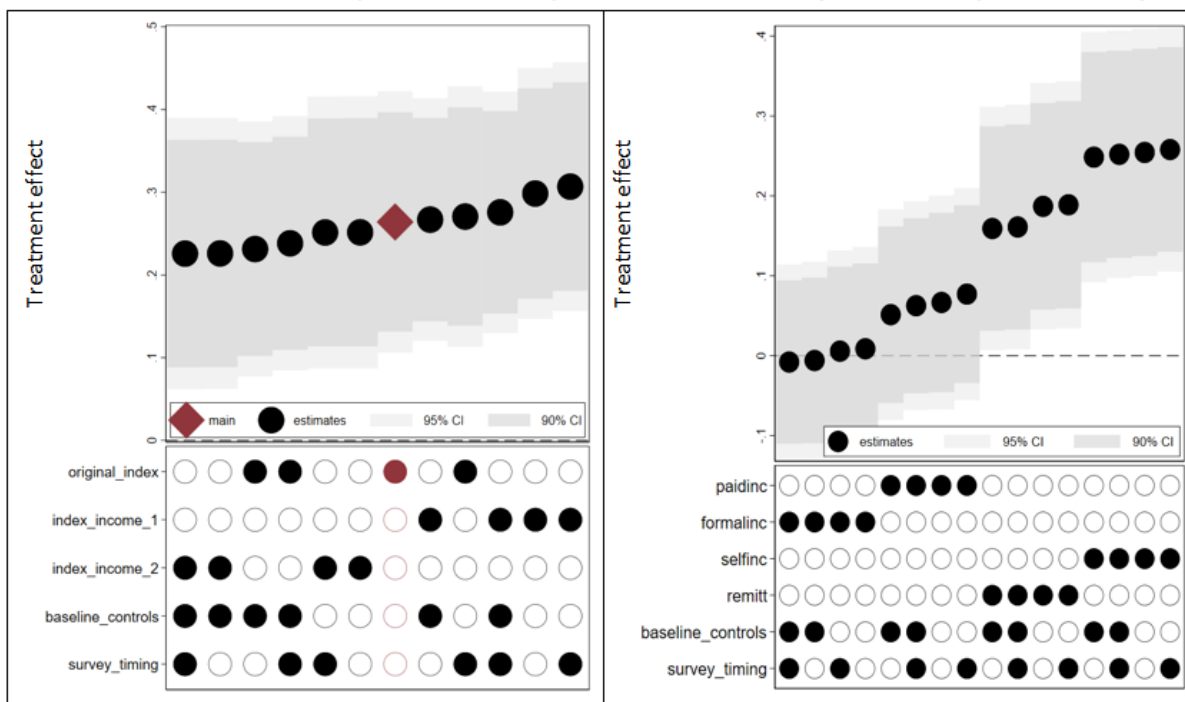 Treatment effect
.5
.4
.3
.2
.1
0
main estimates 95% CI 90% CI
original_index
index_income_1
index_income_2
baseline_controls
survey_timing
Treatment effect
.4
.3
.2
.1
0
-.1
estimates 95% CI 90% CI
paidinc
formalinc
selfinc
remitt
baseline_controls
survey_timing